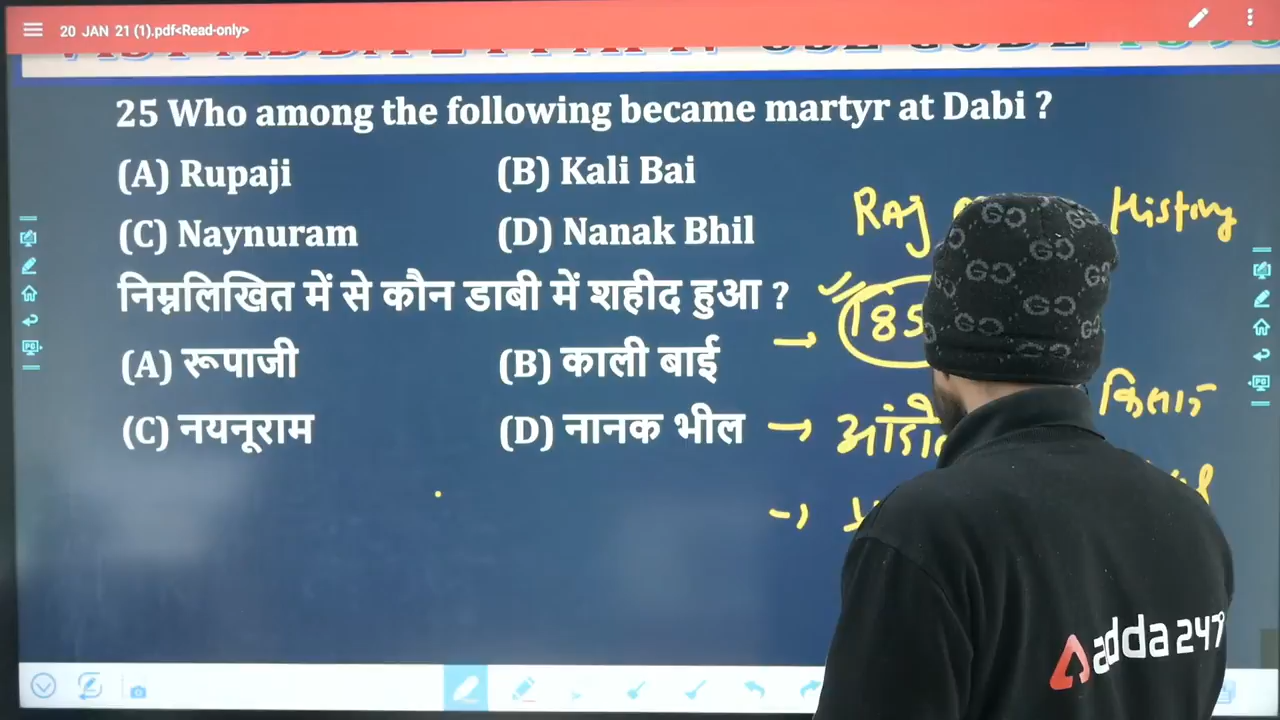 20 JAN 21 (1).pdf<Read-only>
25 Who among the following became martyr at Dabi ?
(A) Rupaji
(B) Kali Bai
(C) Naynuram
(D) Nanak Bhil
निम्नलिखित में से कौन डाबी में शहीद हुआ ?
(A) रूपाजी
(B) काली बाई
(C) नयनूराम
(D) नानक भील
RAJ
History
185
adda 247